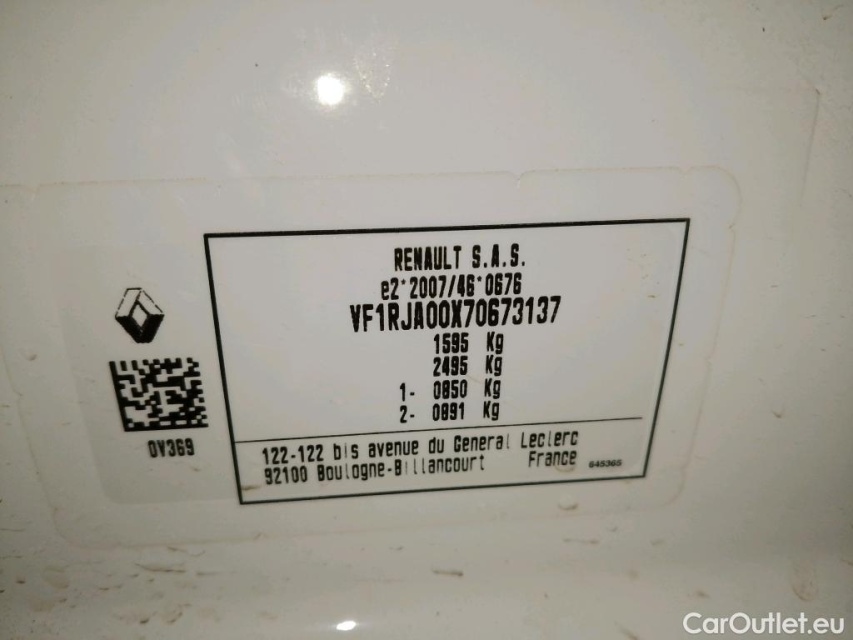 RENAULT S.A.S.
e2*2007/46*0676
VF1RJA00X70673137
1595 Kg
2495 Kg
1- 0850 Kg
2- 0891 Kg
0V369
122-122 bis avenue du General Leclerc
92100 Boulogne-Billancourt France
645365
CarOutlet.eu